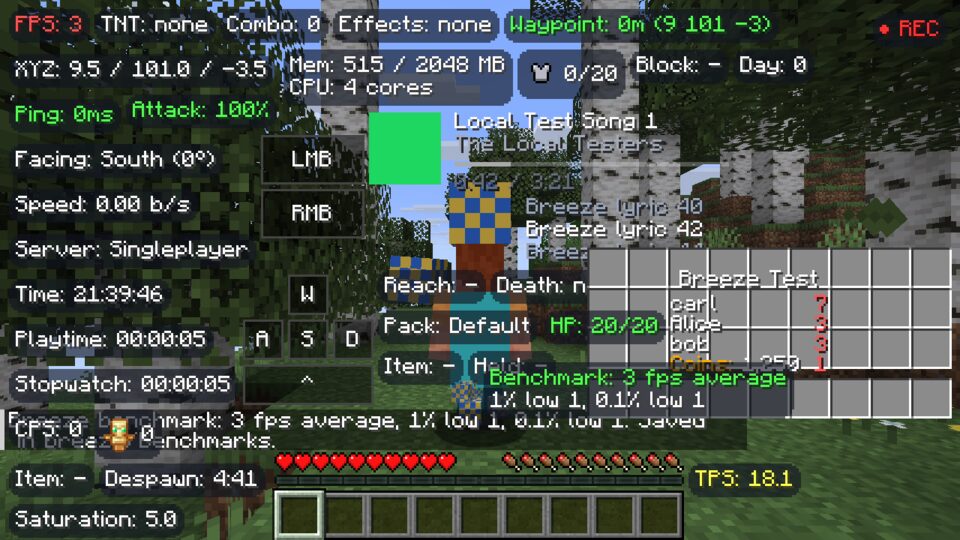 FPS: 3 TNT: none Combo: 0 Effects: none Waypoint: 0m (9 101 -3)
REC
XYZ: 9.5 / 101.0 / -3.5
Mem: 515 / 2048 MB
CPU: 4 cores
0/20
Block: - Day: 0
Ping: 0ms Attack: 100%
Local Test Song 1
The Local Testers
0:42 / 3:21
Facing: South (0°)
LMB
Speed: 0.00 b/s
RMB
Breeze lyric 40
Breeze lyric 42
Server: Singleplayer
Breeze Test
Reach: - Death: n
Time: 21:39:46
W
carl 7
Alice 3
bob 3
Coins: 1,250 1
Pack: Default HP: 20/20
Playtime: 00:00:05
A S D
Item: - Held: -
Stopwatch: 00:00:05
^
Benchmark: 3 fps average
1% low 1, 0.1% low 1
Breeze benchmark: 3 fps average, 1% low 1, 0.1% low 1. Saved
in breeze benchmarks.
CPS: 0
0
Item: - Despawn: 4:41
TPS: 18.1
Saturation: 5.0